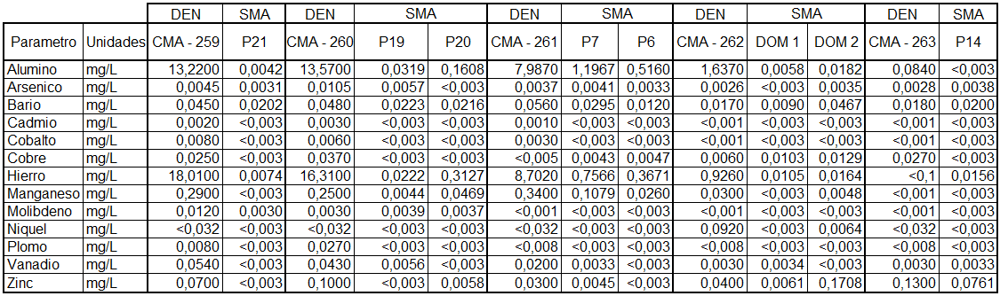 DEN SMA DEN SMA DEN SMA DEN SMA DEN SMA
Parametro Unidades CMA - 259 P21 CMA - 260 P19 P20 CMA - 261 P7 P6 CMA - 262 DOM 1 DOM 2 CMA - 263 P14
Alumino mg/L 13,2200 0,0042 13,5700 0,0319 0,1608 7,9870 1,1967 0,5160 1,6370 0,0058 0,0182 0,0840 <0,003
Arsenico mg/L 0,0045 0,0031 0,0105 0,0057 <0,003 0,0037 0,0041 0,0033 0,0026 <0,003 0,0035 0,0028 0,0038
Bario mg/L 0,0450 0,0202 0,0480 0,0223 0,0216 0,0560 0,0295 0,0120 0,0170 0,0090 0,0467 0,0180 0,0200
Cadmio mg/L 0,0020 <0,003 0,0030 <0,003 <0,003 0,0010 <0,003 <0,003 <0,001 <0,003 <0,003 <0,001 <0,003
Cobalto mg/L 0,0080 <0,003 0,0060 <0,003 <0,003 0,0030 <0,003 <0,003 <0,001 <0,003 <0,003 <0,001 <0,003
Cobre mg/L 0,0250 <0,003 0,0370 <0,003 <0,003 <0,005 0,0043 0,0047 0,0060 0,0103 0,0129 0,0270 <0,003
Hierro mg/L 18,0100 0,0074 16,3100 0,0222 0,3127 8,7020 0,7566 0,3671 0,9260 0,0105 0,0164 <0,1 0,0156
Manganeso mg/L 0,2900 <0,003 0,2500 0,0044 0,0469 0,3400 0,1079 0,0260 0,0300 <0,003 0,0048 <0,001 <0,003
Molibdeno mg/L 0,0120 0,0030 0,0030 0,0039 0,0037 <0,001 <0,003 <0,003 <0,001 <0,003 <0,003 <0,001 <0,003
Niquel mg/L <0,032 <0,003 <0,032 <0,003 <0,003 <0,032 <0,003 <0,003 0,0920 <0,003 0,0064 <0,032 <0,003
Plomo mg/L 0,0080 <0,003 0,0270 <0,003 <0,003 <0,008 <0,003 <0,003 <0,008 <0,003 <0,003 <0,008 <0,003
Vanadio mg/L 0,0540 <0,003 0,0430 0,0056 <0,003 0,0200 0,0033 <0,003 0,0030 0,0034 <0,003 0,0030 0,0033
Zinc mg/L 0,0700 <0,003 0,1000 <0,003 0,0058 0,0300 0,0045 <0,003 0,0400 0,0061 0,1708 0,1300 0,0761